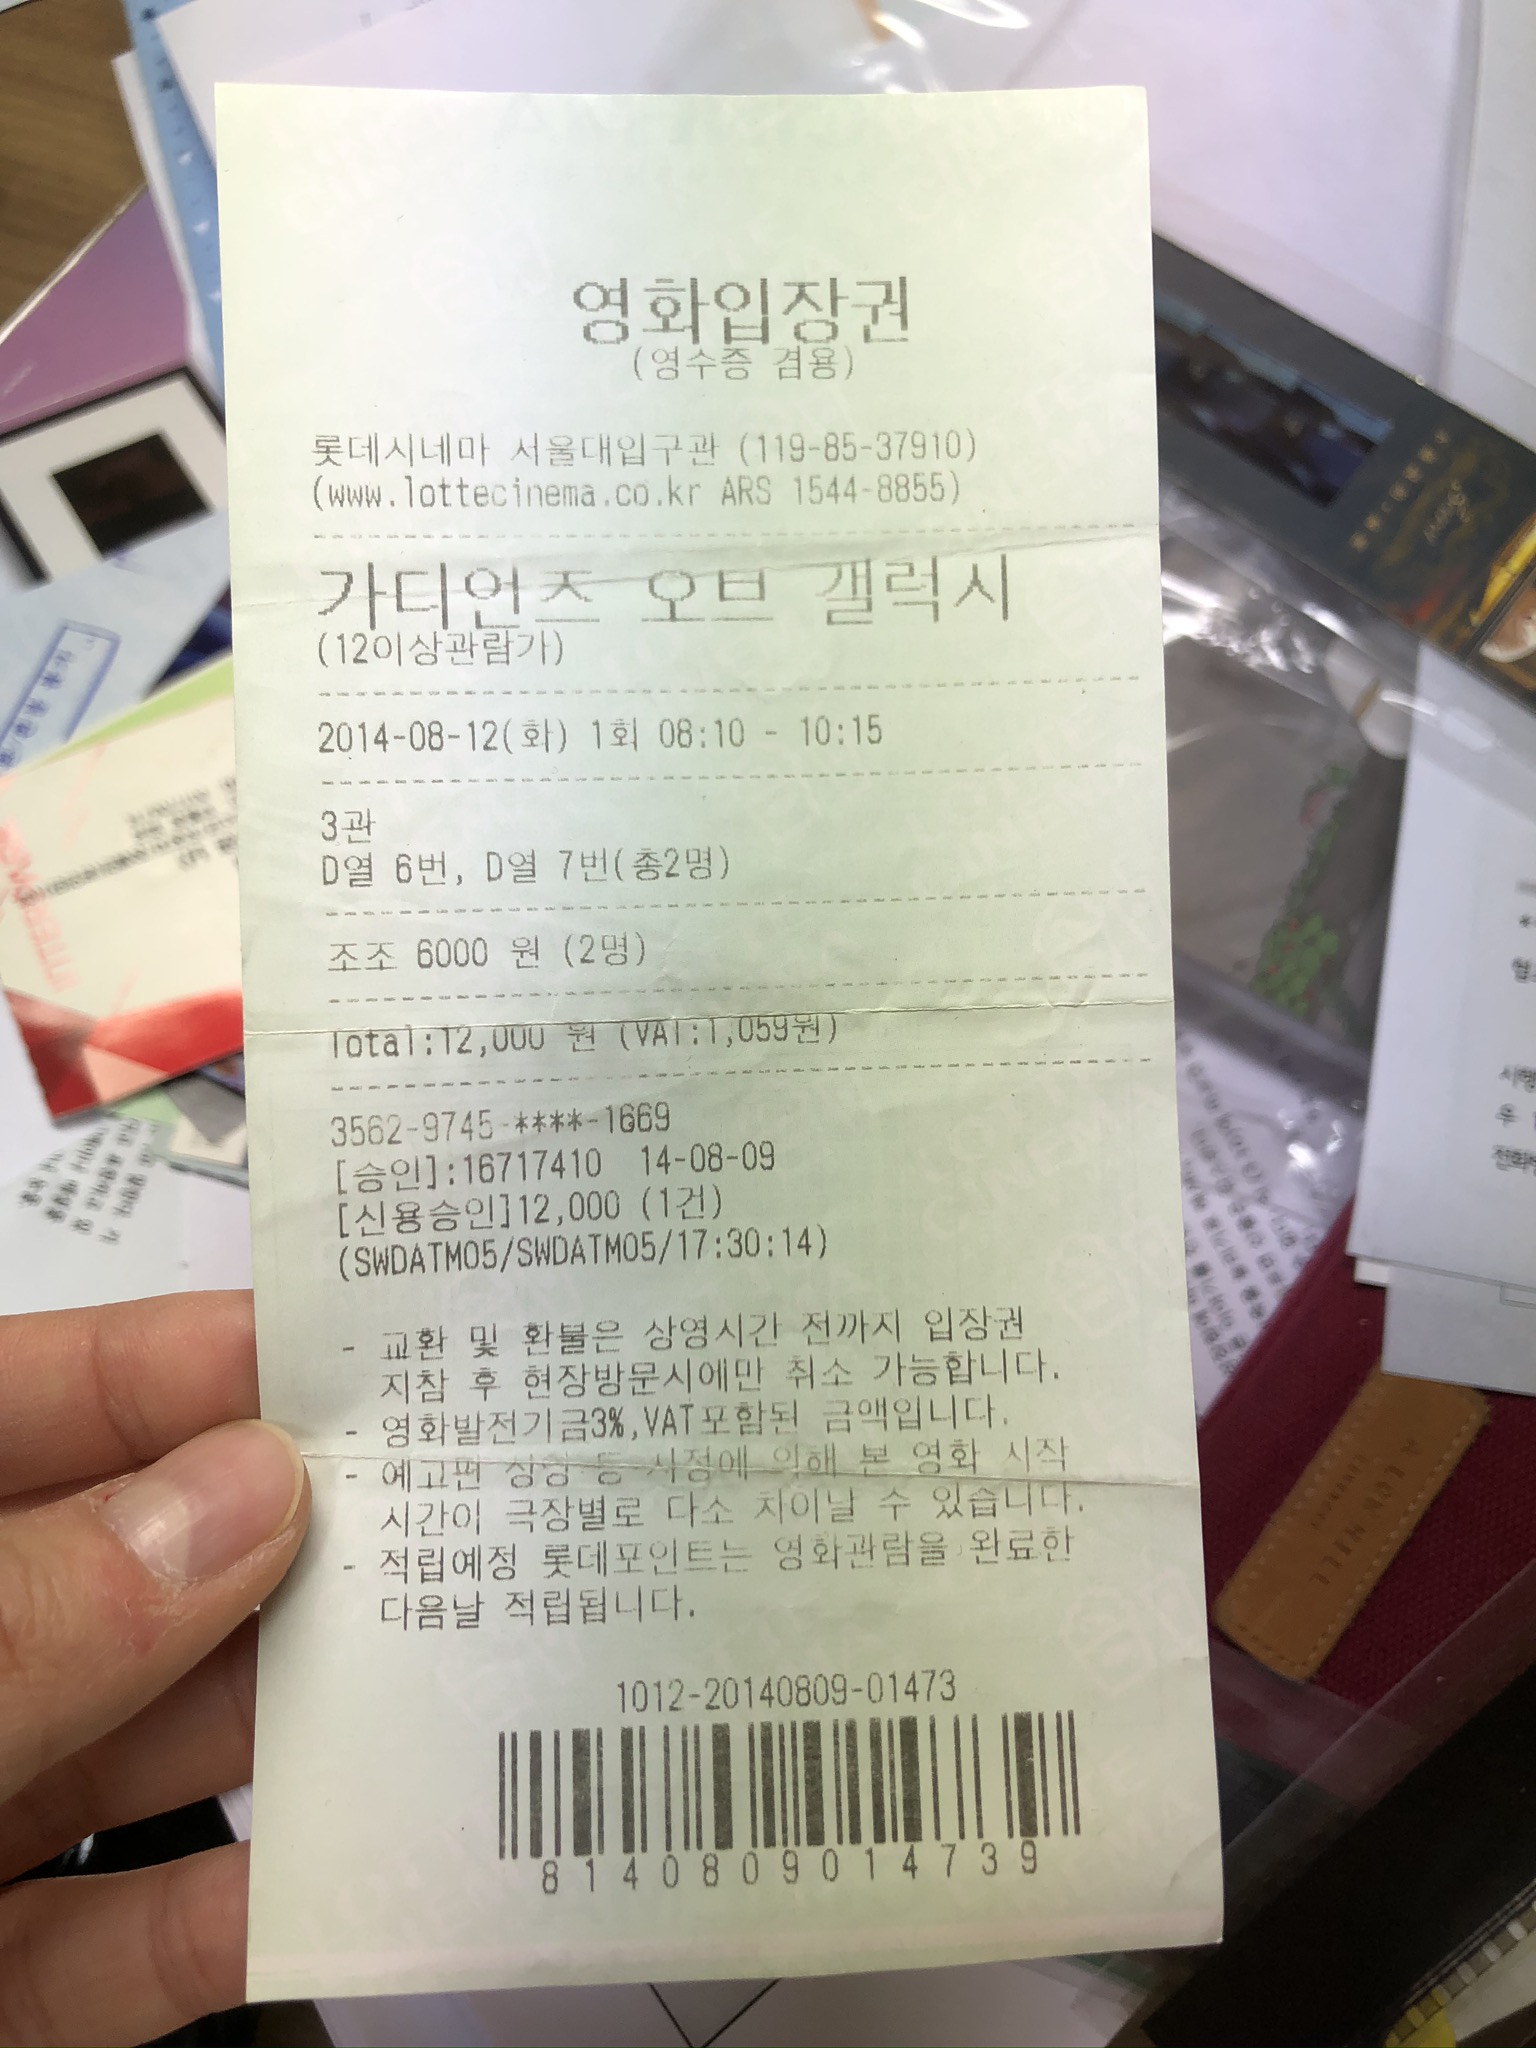 영화입장권
(영수증 겸용)
롯데시네마 서울대입구관 (119-85-37910)
(www.lottecinema.co.kr ARS 1544-8855)
가디언즈 오브 갤럭시
(12이상관람가)
2014-08-12(화) 1회 08:10 - 10:15
3관
D열 6번, D열 7번(총2명)
조조 6000 원 (2명)
Total:12,000 원 (VAT:1,059원)
3562-9745-****-1669
[승인]:16717410 14-08-09
[신용승인]12,000 (1건)
(SWDATM05/SWDATM05/17:30:14)
- 교환 및 환불은 상영시간 전까지 입장권
지참 후 현장방문시에만 취소 가능합니다.
- 영화발전기금3%,VAT포함된 금액입니다.
- 예고편 상영 등 사정에 의해 본 영화 시작
시간이 극장별로 다소 차이날 수 있습니다.
- 적립예정 롯데포인트는 영화관람을 완료한
다음날 적립됩니다.
1012-20140809-01473
8140809014739